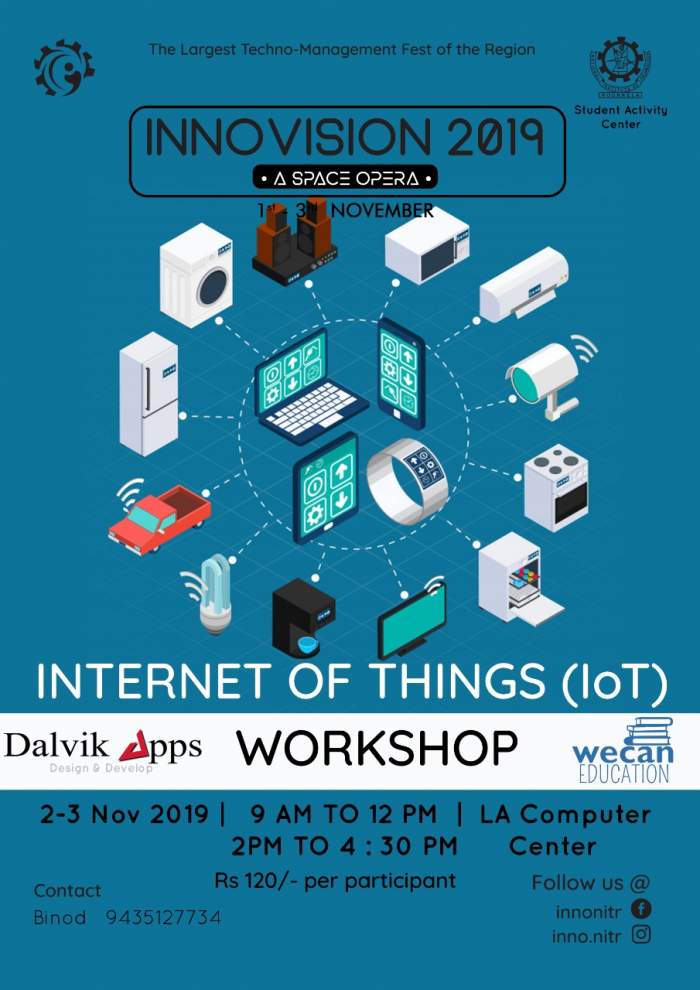 The Largest Techno-Management Fest of the Region
Student Activity
Center
INNOVISION 2019
• A SPACE OPERA •
1st - 3rd NOVEMBER
INTERNET OF THINGS (IoT)
Dalvik Apps
Design & Develop
WORKSHOP
wecan
EDUCATION
2-3 Nov 2019 | 9 AM TO 12 PM | LA Computer
2PM TO 4 : 30 PM Center
Rs 120/- per participant
Contact
Binod 9435127734
Follow us @
innonitr
inno.nitr